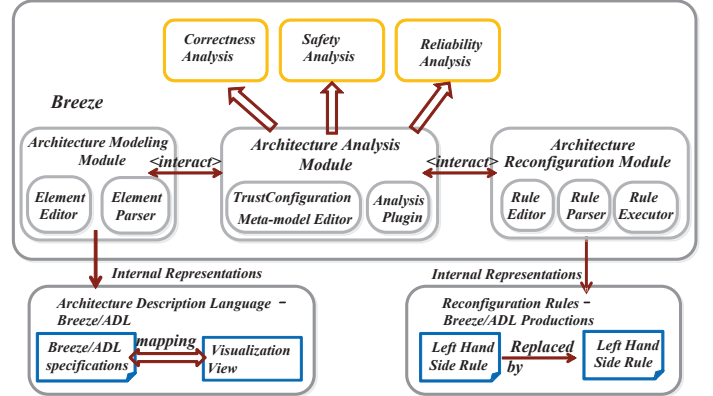 Correctness
Analysis
Safety
Analysis
Reliability
Analysis
Breeze
Architecture Modeling
Module
Element
Editor
Element
Parser
<interact>
Architecture Analysis
Module
TrustConfiguration
Meta-model Editor
Analysis
Plugin
<interact>
Architecture
Reconfiguration Module
Rule
Editor
Rule
Parser
Rule
Executor
Internal Representations
Internal Representations
Architecture Description Language –
Breeze/ADL
Breeze/ADL
specifications
mapping
Visualization
View
Reconfiguration Rules –
Breeze/ADL Productions
Left Hand
Side Rule
Replaced
by
Left Hand
Side Rule